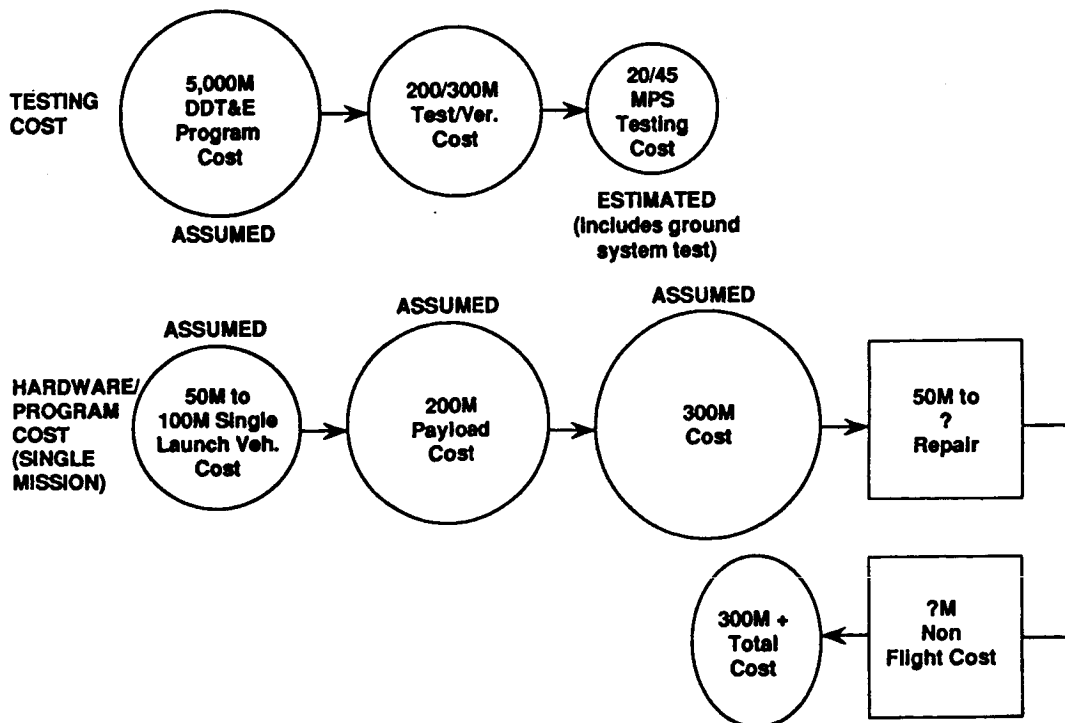 TESTING
COST
5,000M
DDT&E
Program
Cost
ASSUMED
200/300M
Test/Ver.
Cost
20/45
MPS
Testing
Cost
ESTIMATED
(includes ground
system test)
HARDWARE/
PROGRAM
COST
(SINGLE
MISSION)
ASSUMED
50M to
100M Single
Launch Veh.
Cost
ASSUMED
200M
Payload
Cost
ASSUMED
300M
Cost
50M to
?
Repair
?M
Non
Flight Cost
300M +
Total
Cost